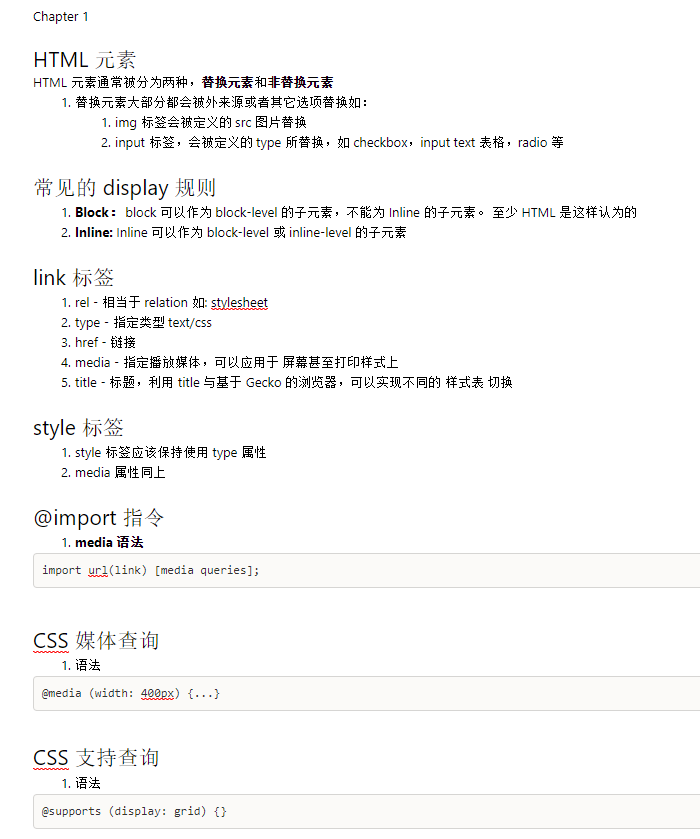 Chapter 1
HTML 元素
HTML 元素通常被分为两种，替换元素和非替换元素
1. 替换元素大部分都会被外来源或者其它选项替换如：
1. img 标签会被定义的 src 图片替换
2. input 标签，会被定义的 type 所替换，如 checkbox，input text 表格，radio 等
常见的 display 规则
1. Block： block 可以作为 block-level 的子元素，不能为 Inline 的子元素。 至少 HTML 是这样认为的
2. Inline: Inline 可以作为 block-level 或 inline-level 的子元素
link 标签
1. rel - 相当于 relation 如: stylesheet
2. type - 指定类型 text/css
3. href - 链接
4. media - 指定播放媒体，可以应用于 屏幕甚至打印样式上
5. title - 标题，利用 title 与基于 Gecko 的浏览器，可以实现不同的 样式表 切换
style 标签
1. style 标签应该保持使用 type 属性
2. media 属性同上
@import 指令
1. media 语法
import url(link) [media queries];
CSS 媒体查询
1. 语法
@media (width: 400px) {...}
CSS 支持查询
1. 语法
@supports (display: grid) {}